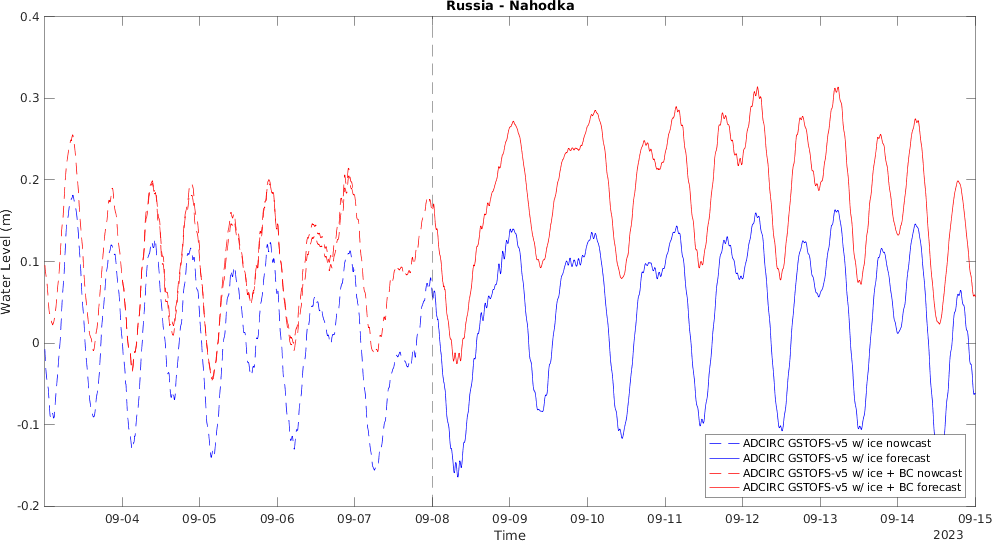 Russia - Nahodka
Water Level (m)
0.4
0.3
0.2
0.1
0
-0.1
-0.2
ADCIRC GSTOFS-v5 w/ ice nowcast
ADCIRC GSTOFS-v5 w/ ice forecast
ADCIRC GSTOFS-v5 w/ ice + BC nowcast
ADCIRC GSTOFS-v5 w/ ice + BC forecast
09-04 09-05 09-06 09-07 09-08 09-09 09-10 09-11 09-12 09-13 09-14 09-15
Time
2023